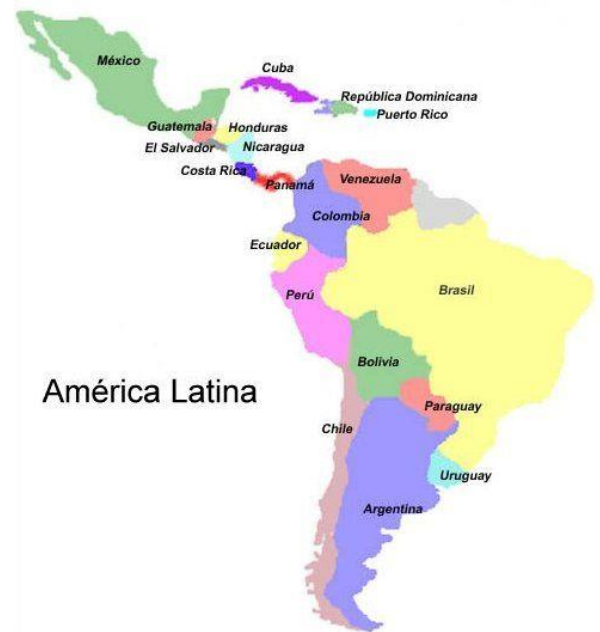 México
Cuba
República Dominicana
Puerto Rico
Guatemala
Honduras
El Salvador
Nicaragua
Costa Rica
Panamá
Venezuela
Colombia
Ecuador
Brasil
Perú
Bolivia
América Latina
Paraguay
Chile
Uruguay
Argentina